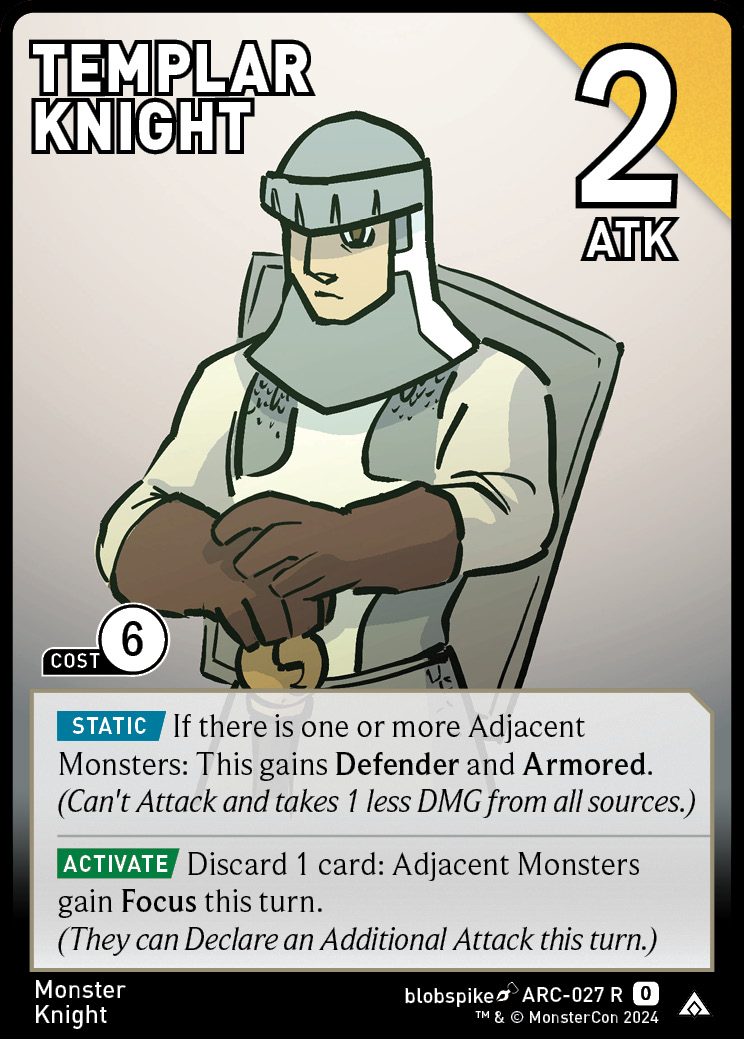 TEMPLAR
KNIGHT
2
ATK
COST 6
STATIC If there is one or more Adjacent
Monsters: This gains Defender and Armored.
(Can't Attack and takes 1 less DMG from all sources.)
ACTIVATE Discard 1 card: Adjacent Monsters
gain Focus this turn.
(They can Declare an Additional Attack this turn.)
Monster
Knight
blobspike ARC-027 R 0
™ & © MonsterCon 2024